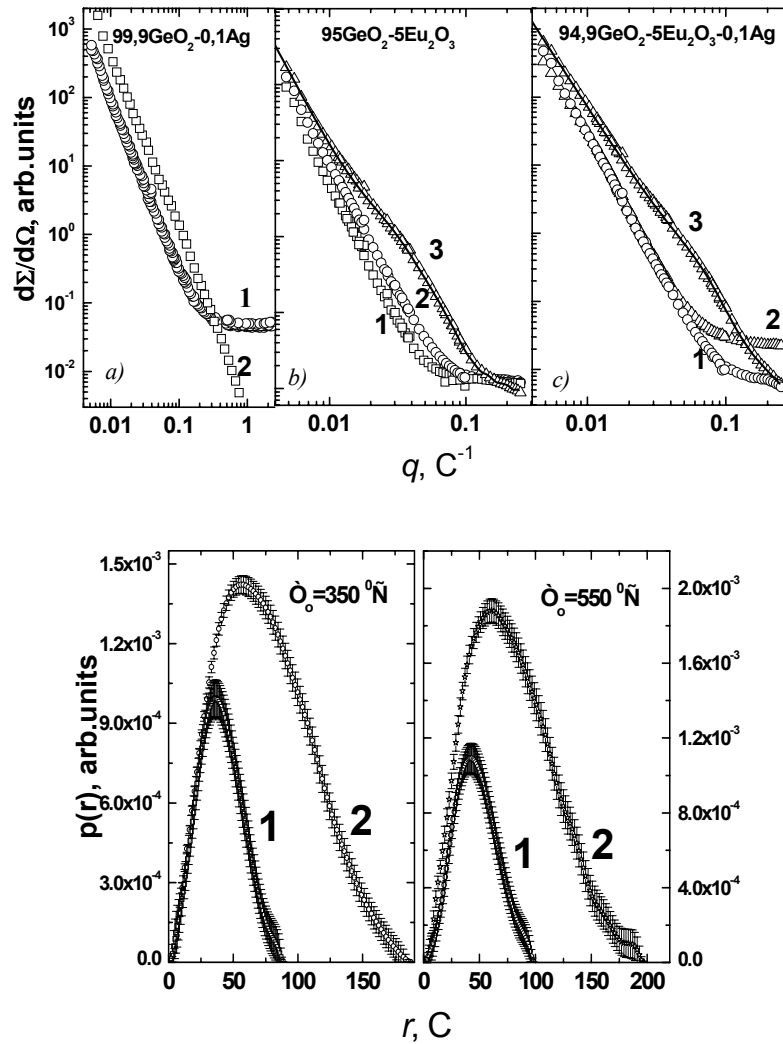 99,9GeO₂-0,1Ag
95GeO₂-5Eu₂O₃
94,9GeO₂-5Eu₂O₃-0,1Ag
dΣ/dΩ, arb.units
10³
10²
10¹
10⁰
10⁻¹
10⁻²
1
2
a)
3
2
1
b)
3
2
1
c)
0.01 0.1 1
0.01 0.1
0.01 0.1
q, C⁻¹
p(r), arb.units
1.5x10⁻³
1.2x10⁻³
9.0x10⁻⁴
6.0x10⁻⁴
3.0x10⁻⁴
0.0
Òₒ=350 ⁰Ñ
1
2
Òₒ=550 ⁰Ñ
1
2
2.0x10⁻³
1.6x10⁻³
1.2x10⁻³
8.0x10⁻⁴
4.0x10⁻⁴
0.0
0 50 100 150
0 50 100 150 200
r, C